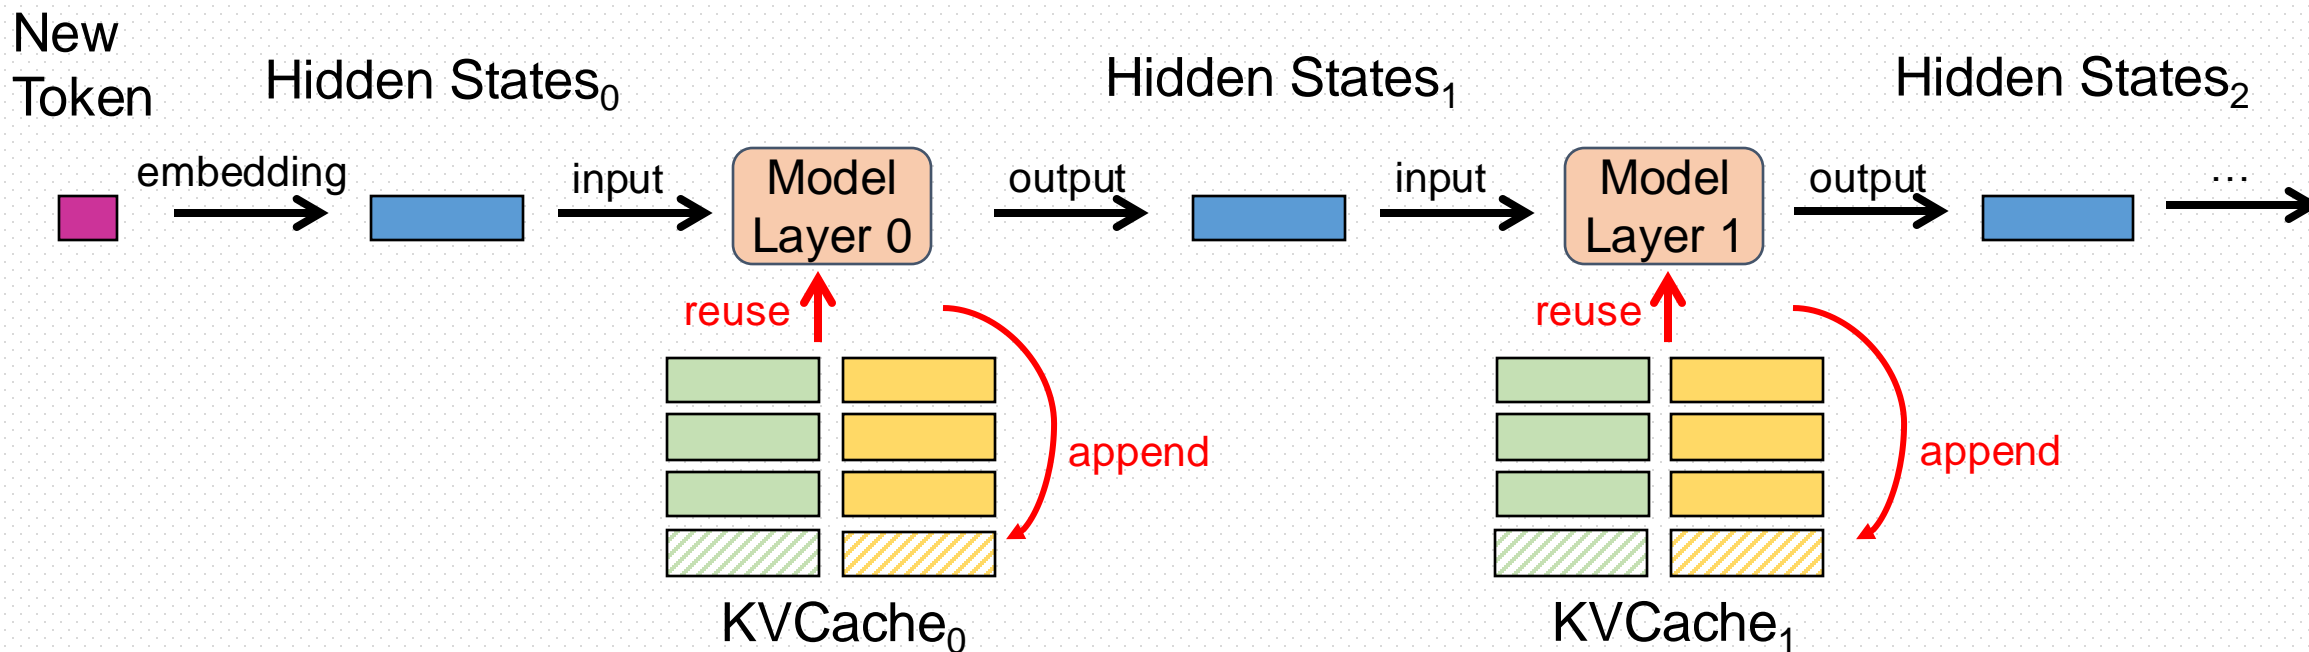 New
Token
Hidden States₀
Hidden States₁
Hidden States₂
embedding
input
Model
Layer 0
output
input
Model
Layer 1
output
...
reuse
append
reuse
append
KVCache₀
KVCache₁